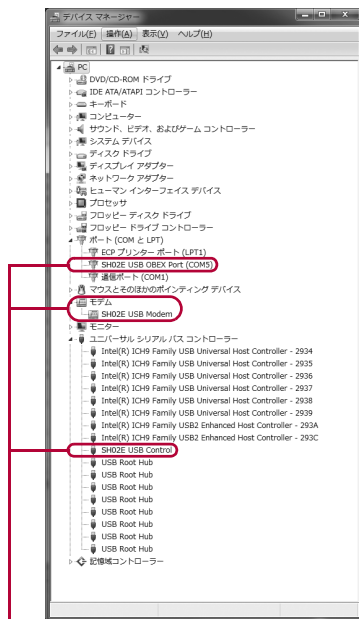 デバイス マネージャー
ファイル(F) 操作(A) 表示(V) ヘルプ(H)
PC
DVD/CD-ROM ドライブ
IDE ATA/ATAPI コントローラー
キーボード
コンピューター
サウンド、ビデオ、およびゲーム コントローラー
システム デバイス
ディスク ドライブ
ディスプレイ アダプター
ネットワーク アダプター
ヒューマン インターフェイス デバイス
プロセッサ
フロッピー ディスク ドライブ
フロッピー ドライブ コントローラー
ポート (COM と LPT)
ECP プリンター ポート (LPT1)
SH02E USB OBEX Port (COM5)
通信ポート (COM1)
マウスとそのほかのポインティング デバイス
モデム
SH02E USB Modem
モニター
ユニバーサル シリアル バス コントローラー
Intel(R) ICH9 Family USB Universal Host Controller - 2934
Intel(R) ICH9 Family USB Universal Host Controller - 2935
Intel(R) ICH9 Family USB Universal Host Controller - 2936
Intel(R) ICH9 Family USB Universal Host Controller - 2937
Intel(R) ICH9 Family USB Universal Host Controller - 2938
Intel(R) ICH9 Family USB Universal Host Controller - 2939
Intel(R) ICH9 Family USB2 Enhanced Host Controller - 293A
Intel(R) ICH9 Family USB2 Enhanced Host Controller - 293C
SH02E USB Control
USB Root Hub
USB Root Hub
USB Root Hub
USB Root Hub
USB Root Hub
USB Root Hub
USB Root Hub
USB Root Hub
記憶域コントローラー